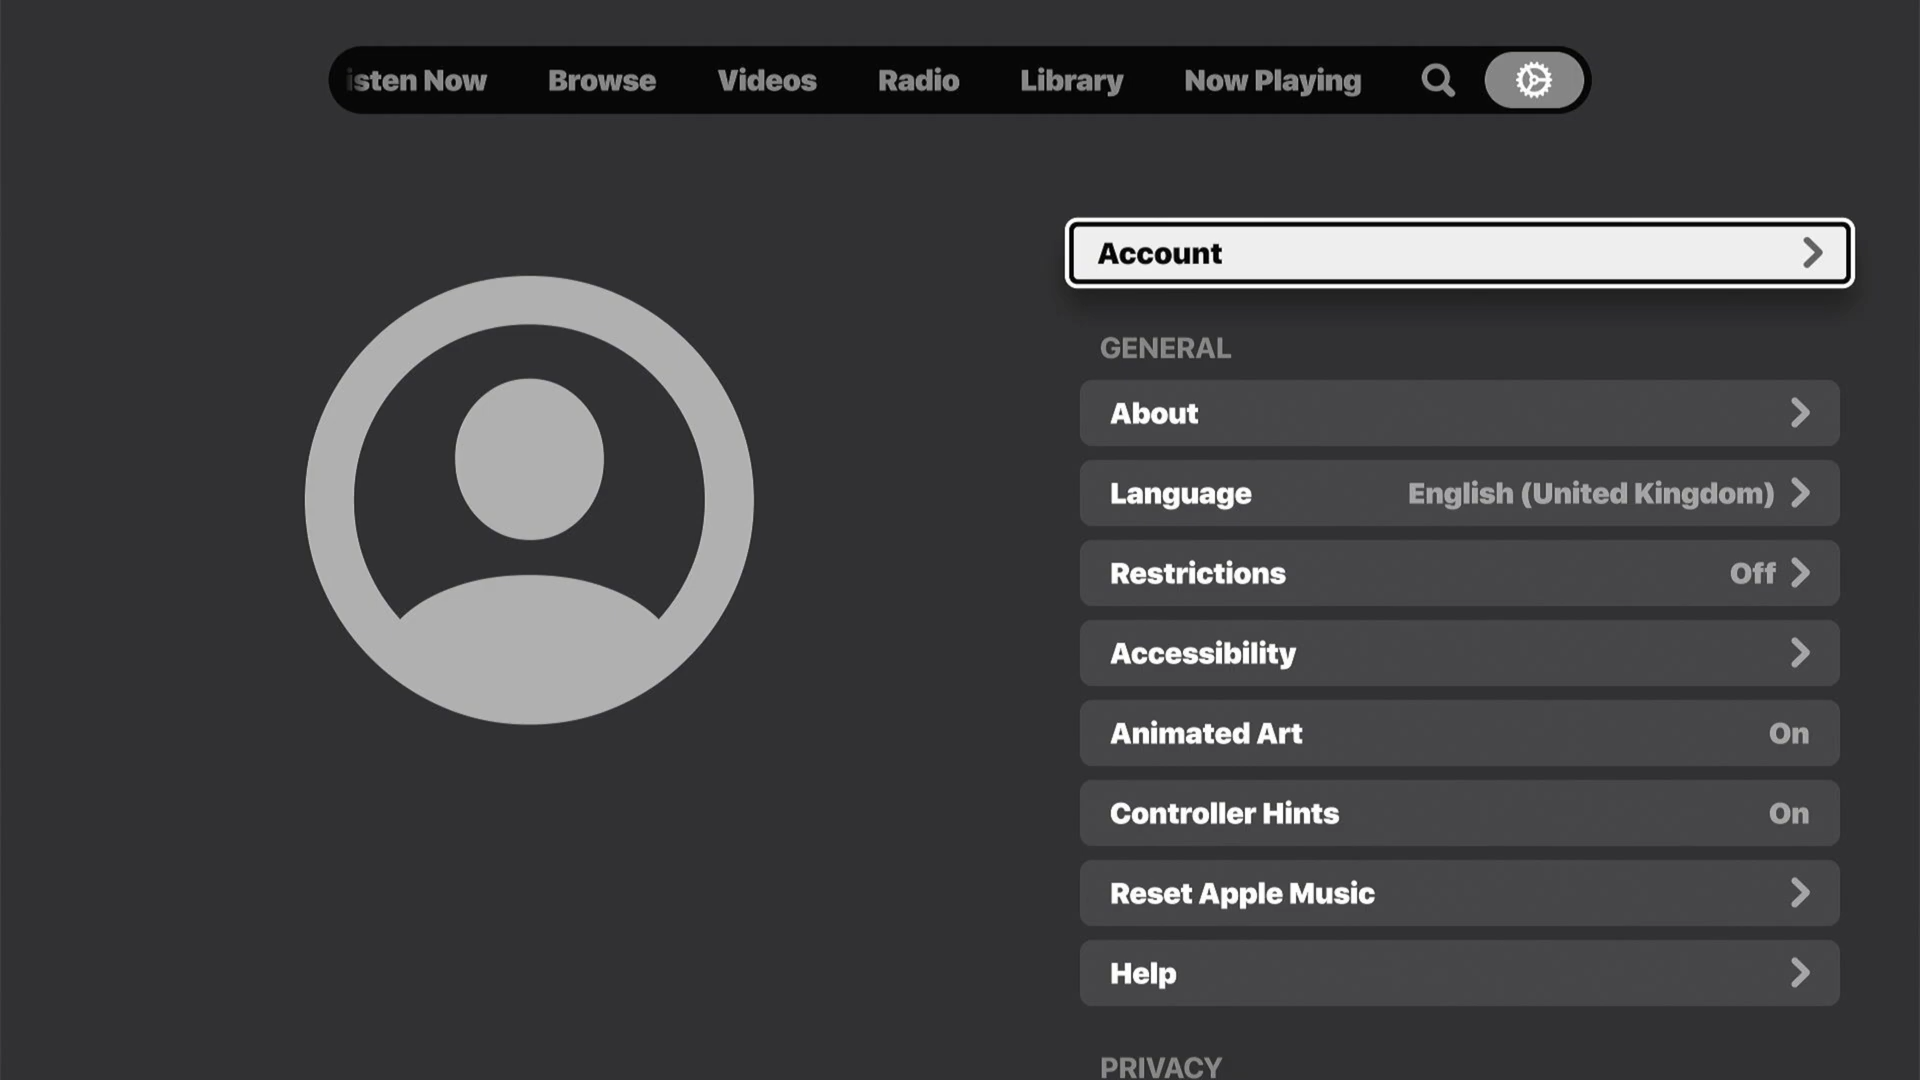 isten Now Browse Videos Radio Library Now Playing
Account
GENERAL
About
Language English (United Kingdom)
Restrictions Off
Accessibility
Animated Art On
Controller Hints On
Reset Apple Music
Help
PRIVACY